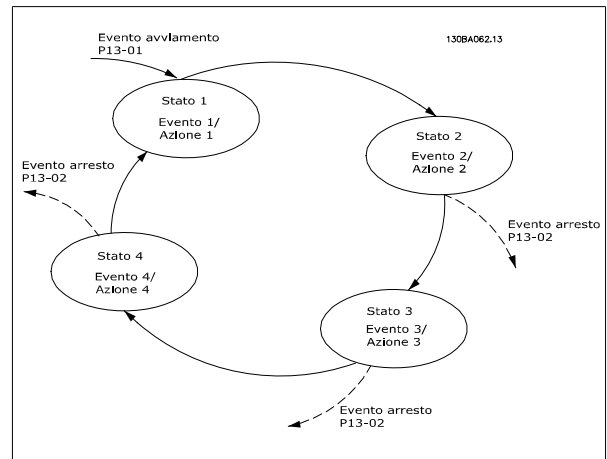 Evento avviamento
P13-01
130BA062.13
Stato 1
Evento 1/
Azione 1
Stato 2
Evento 2/
Azione 2
Evento arresto
P13-02
Evento arresto
P13-02
Stato 4
Evento 4/
Azione 4
Stato 3
Evento 3/
Azione 3
Evento arresto
P13-02